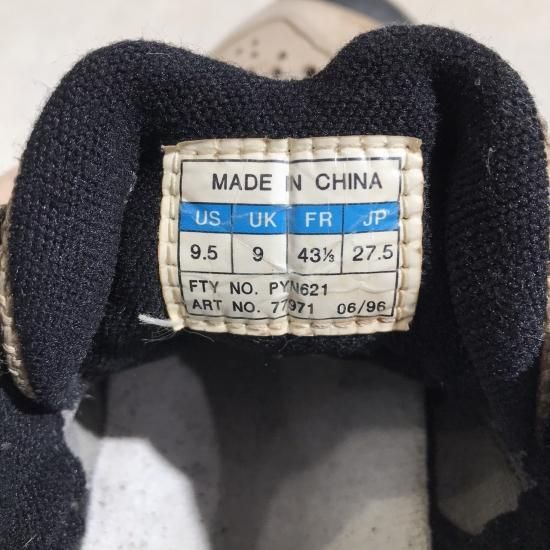 MADE IN CHINA
US UK FR JP
9.5 9 43⅓ 27.5
FTY NO. PYN621
ART NO. 77971 06/96